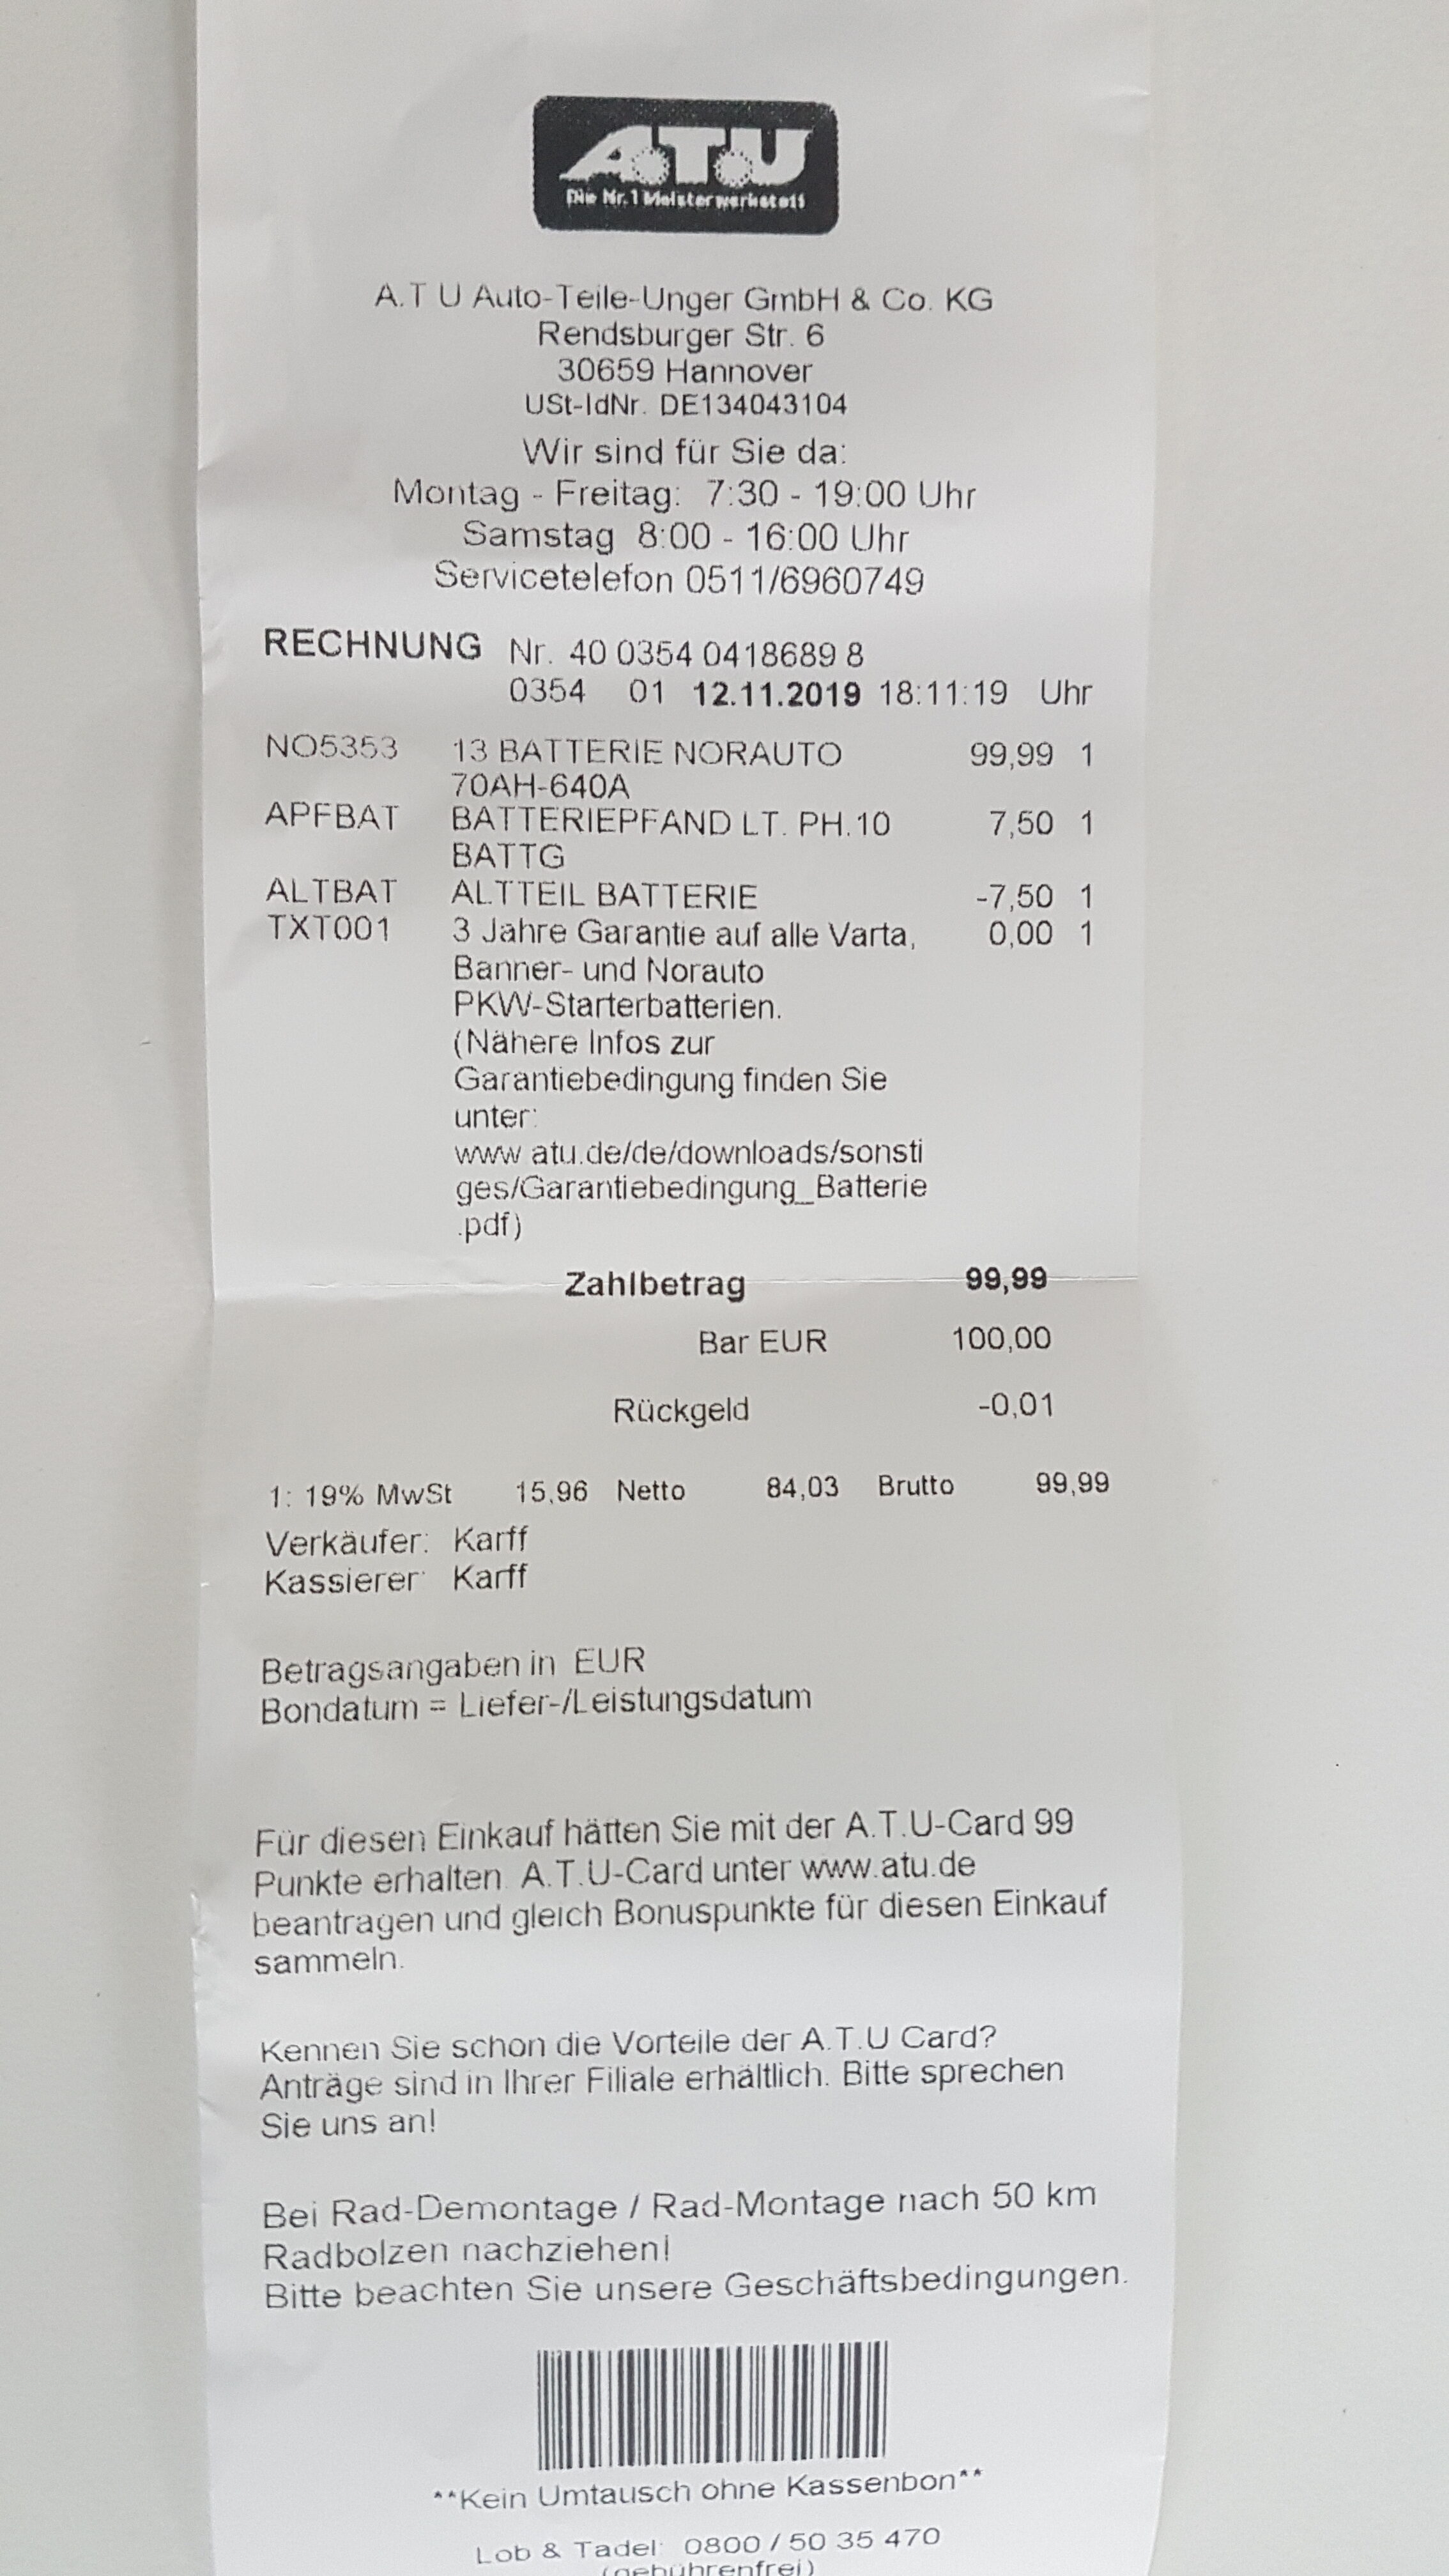 A.T.U
Die Nr.1 Meisterwerkstatt
A.T U Auto-Teile-Unger GmbH & Co. KG
Rendsburger Str. 6
30659 Hannover
USt-IdNr. DE134043104
Wir sind für Sie da:
Montag - Freitag: 7:30 - 19:00 Uhr
Samstag 8:00 - 16:00 Uhr
Servicetelefon 0511/6960749
RECHNUNG Nr. 40 0354 0418689 8
0354 01 12.11.2019 18:11:19 Uhr
NO5353 13 BATTERIE NORAUTO 99,99 1
70AH-640A
APFBAT BATTERIEPFAND LT. PH.10 7,50 1
BATTG
ALTBAT ALTTEIL BATTERIE -7,50 1
TXT001 3 Jahre Garantie auf alle Varta, 0,00 1
Banner- und Norauto
PKW-Starterbatterien.
(Nähere Infos zur
Garantiebedingung finden Sie
unter:
www atu.de/de/downloads/sonsti
ges/Garantiebedingung_Batterie
.pdf)
Zahlbetrag 99,99
Bar EUR 100,00
Rückgeld -0,01
1: 19% MwSt 15,96 Netto 84,03 Brutto 99,99
Verkäufer: Karff
Kassierer: Karff
Betragsangaben in EUR
Bondatum = Liefer-/Leistungsdatum
Für diesen Einkauf hätten Sie mit der A.T.U-Card 99
Punkte erhalten. A.T.U-Card unter www.atu.de
beantragen und gleich Bonuspunkte für diesen Einkauf
sammeln.
Kennen Sie schon die Vorteile der A.T.U Card?
Anträge sind in Ihrer Filiale erhältlich. Bitte sprechen
Sie uns an!
Bei Rad-Demontage / Rad-Montage nach 50 km
Radbolzen nachziehen!
Bitte beachten Sie unsere Geschäftsbedingungen.
**Kein Umtausch ohne Kassenbon**
Lob & Tadel: 0800 / 50 35 470
(gebührenfrei)